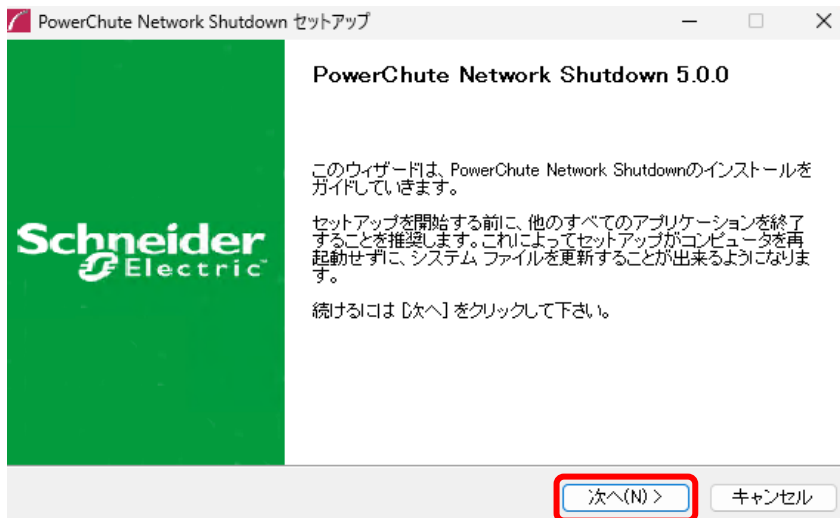 PowerChute Network Shutdown セットアップ
PowerChute Network Shutdown 5.0.0
このウィザードは、PowerChute Network Shutdownのインストールを
ガイドしていきます。
セットアップを開始する前に、他のすべてのアプリケーションを終了
することを推奨します。これによってセットアップがコンピュータを再
起動せずに、システム ファイルを更新することが出来るようになりま
す。
続けるには [次へ] をクリックして下さい。
Schneider
Electric
次へ(N) >
キャンセル